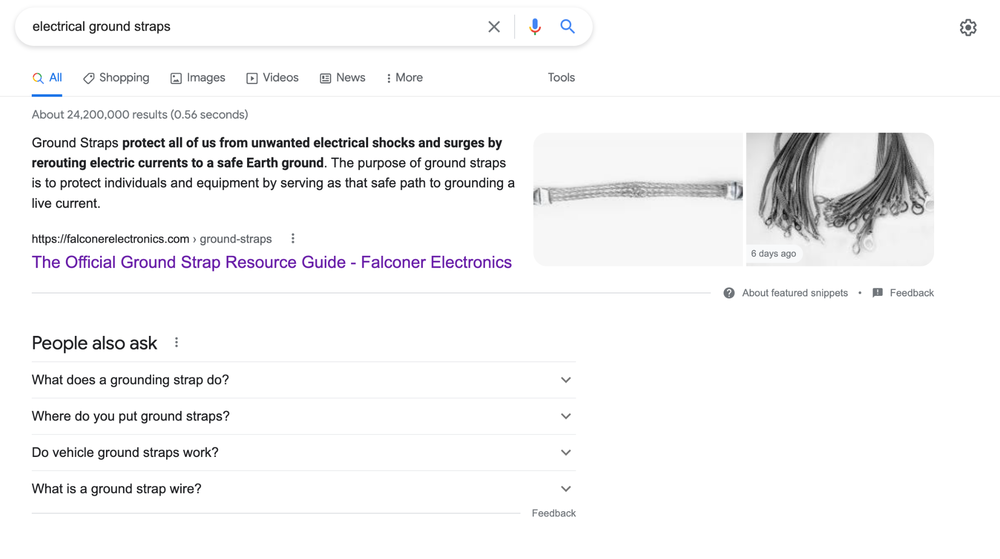 electrical ground straps
All
Shopping
Images
Videos
News
More
Tools
About 24,200,000 results (0.56 seconds)
Ground Straps protect all of us from unwanted electrical shocks and surges by
rerouting electric currents to a safe Earth ground. The purpose of ground straps
is to protect individuals and equipment by serving as that safe path to grounding a
live current.
6 days ago
https://falconerelectronics.com › ground-straps
The Official Ground Strap Resource Guide - Falconer Electronics
About featured snippets • Feedback
People also ask
What does a grounding strap do?
Where do you put ground straps?
Do vehicle ground straps work?
What is a ground strap wire?
Feedback